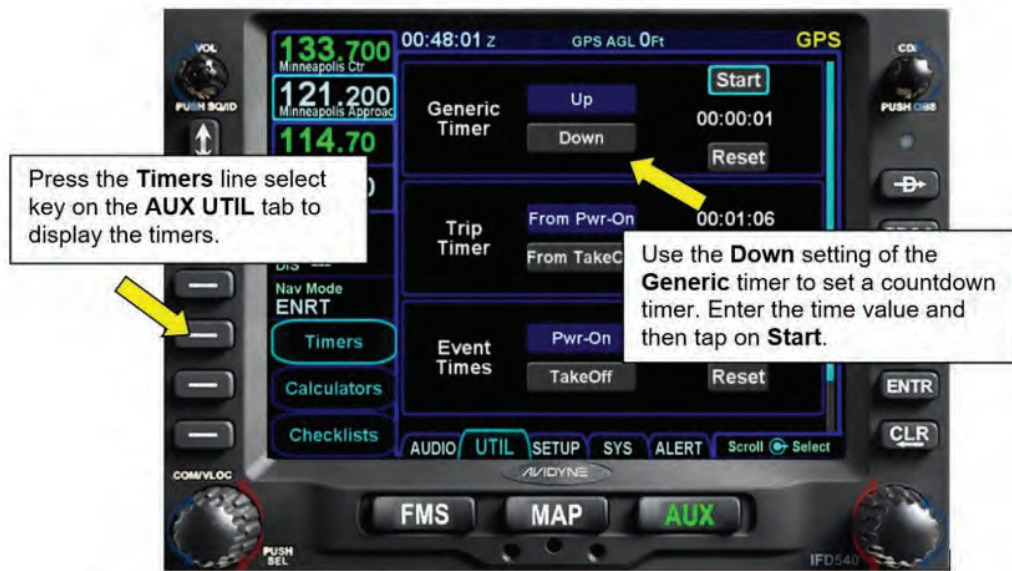 VOL
PUSH SQ/ID
133.700
Minneapolis Ctr
121.200
Minneapolis Approac
114.70
00:48:01 Z
GPS AGL 0Ft
GPS
Generic
Timer
Up
Down
Start
00:00:01
Reset
PUSH OBS
Press the Timers line select
key on the AUX UTIL tab to
display the timers.
Trip
Timer
From Pwr-On
From TakeO
00:01:06
Use the Down setting of the
Generic timer to set a countdown
timer. Enter the time value and
then tap on Start.
DIS
Nav Mode
ENRT
Timers
Calculators
Checklists
Event
Times
Pwr-On
TakeOff
Reset
ENTR
CLR
AUDIO
UTIL
SETUP
SYS
ALERT
Scroll
Select
AVIDYNE
COM/VLOC
PUSH
SEL
FMS
MAP
AUX
IFD540